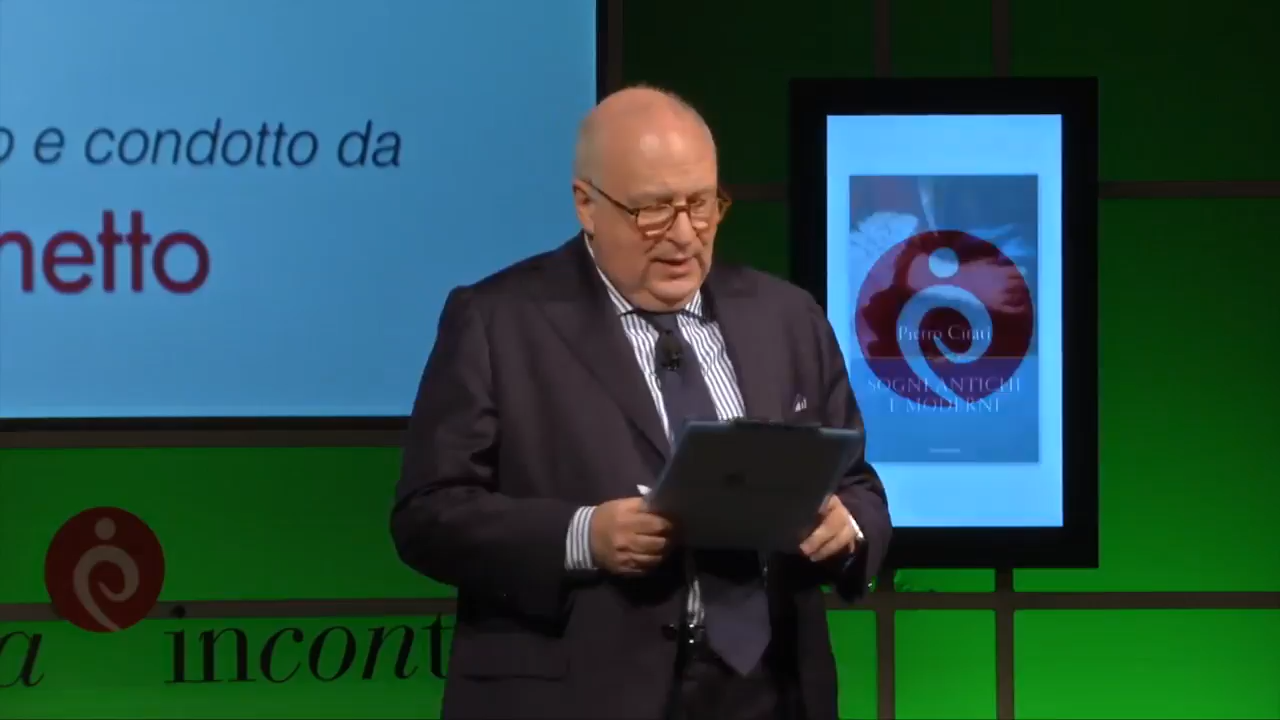 o e condotto da
netto
Pietro Citati
SOGNI ANTICHI
E MODERNI
a incont